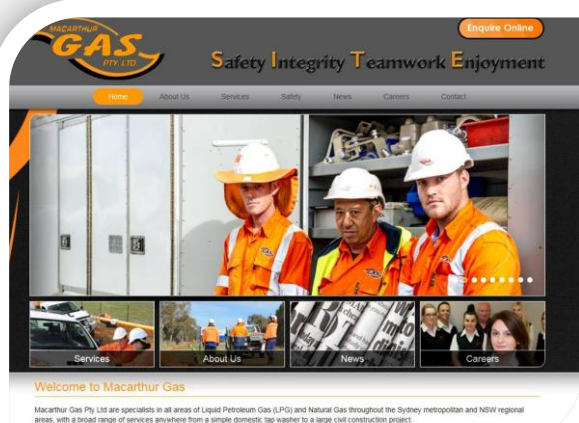 MACARTHUR
GAS
PTY. LTD.
Enquire Online
Safety Integrity Teamwork Enjoyment
Home About Us Services Safety News Careers Contact
Services About Us News Careers
Welcome to Macarthur Gas
Macarthur Gas Pty Ltd are specialists in all areas of Liquid Petroleum Gas (LPG) and Natural Gas throughout the Sydney metropolitan and NSW regional
areas, with a broad range of services anywhere from a simple domestic tap washer to a large civil construction project.